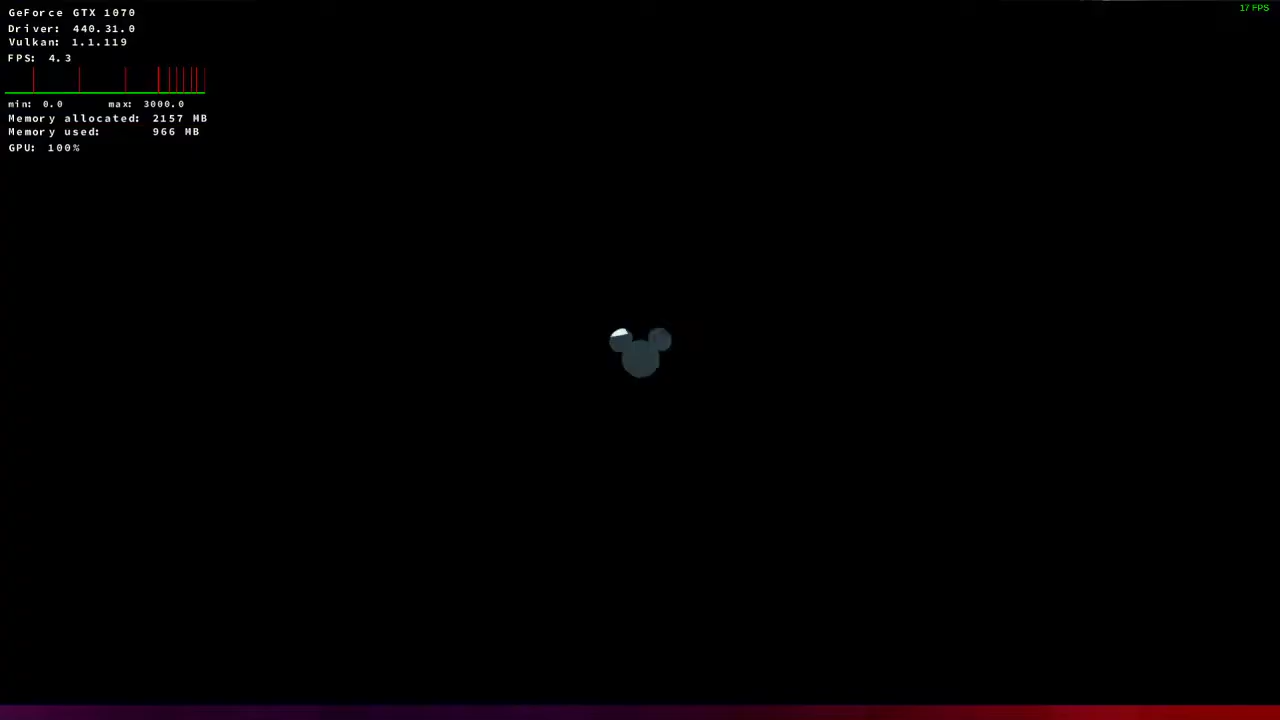 GeForce GTX 1070
17 FPS
Driver: 440.31.0
Vulkan: 1.1.119
FPS: 4.3
min: 0.0 max: 3000.0
Memory allocated: 2157 MB
Memory used: 966 MB
GPU: 100%